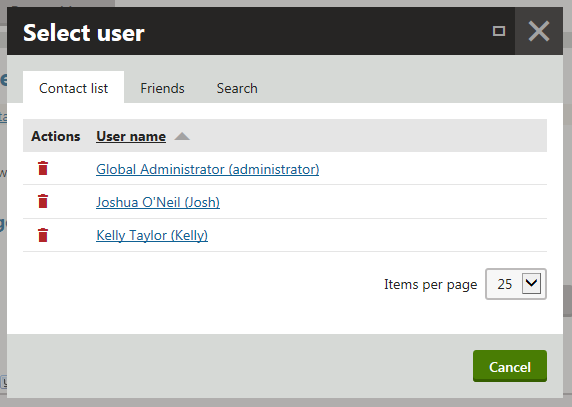 Select user
Contact list Friends Search
Actions User name
Global Administrator (administrator)
Joshua O'Neil (Josh)
Kelly Taylor (Kelly)
Items per page 25
Cancel